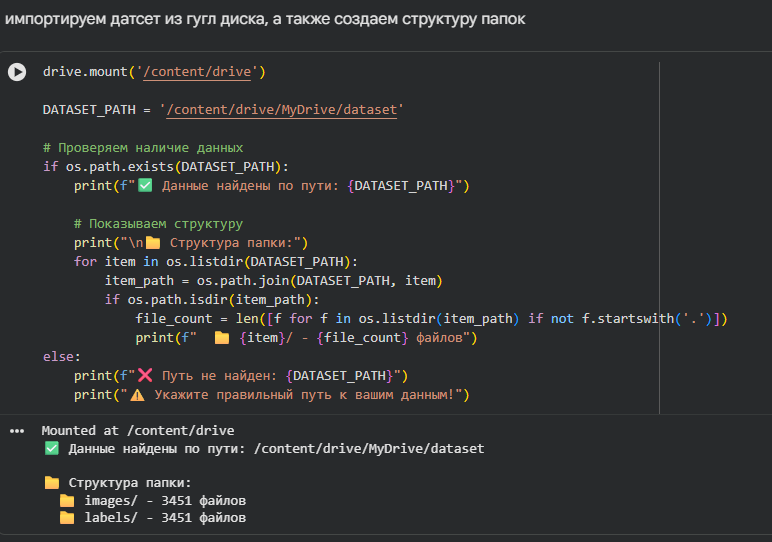 импортируем датсет из гугл диска, а также создаем структуру папок
drive.mount('/content/drive')
DATASET_PATH = '/content/drive/MyDrive/dataset'
# Проверяем наличие данных
if os.path.exists(DATASET_PATH):
    print(f"✅ Данные найдены по пути: {DATASET_PATH}")
    # Показываем структуру
    print("\n📁 Структура папки:")
    for item in os.listdir(DATASET_PATH):
        item_path = os.path.join(DATASET_PATH, item)
        if os.path.isdir(item_path):
            file_count = len([f for f in os.listdir(item_path) if not f.startswith('.')])
            print(f"  📁 {item}/ - {file_count} файлов")
else:
    print(f"❌ Путь не найден: {DATASET_PATH}")
    print("⚠️ Укажите правильный путь к вашим данным!")
Mounted at /content/drive
✅ Данные найдены по пути: /content/drive/MyDrive/dataset
📁 Структура папки:
  📁 images/ - 3451 файлов
  📁 labels/ - 3451 файлов